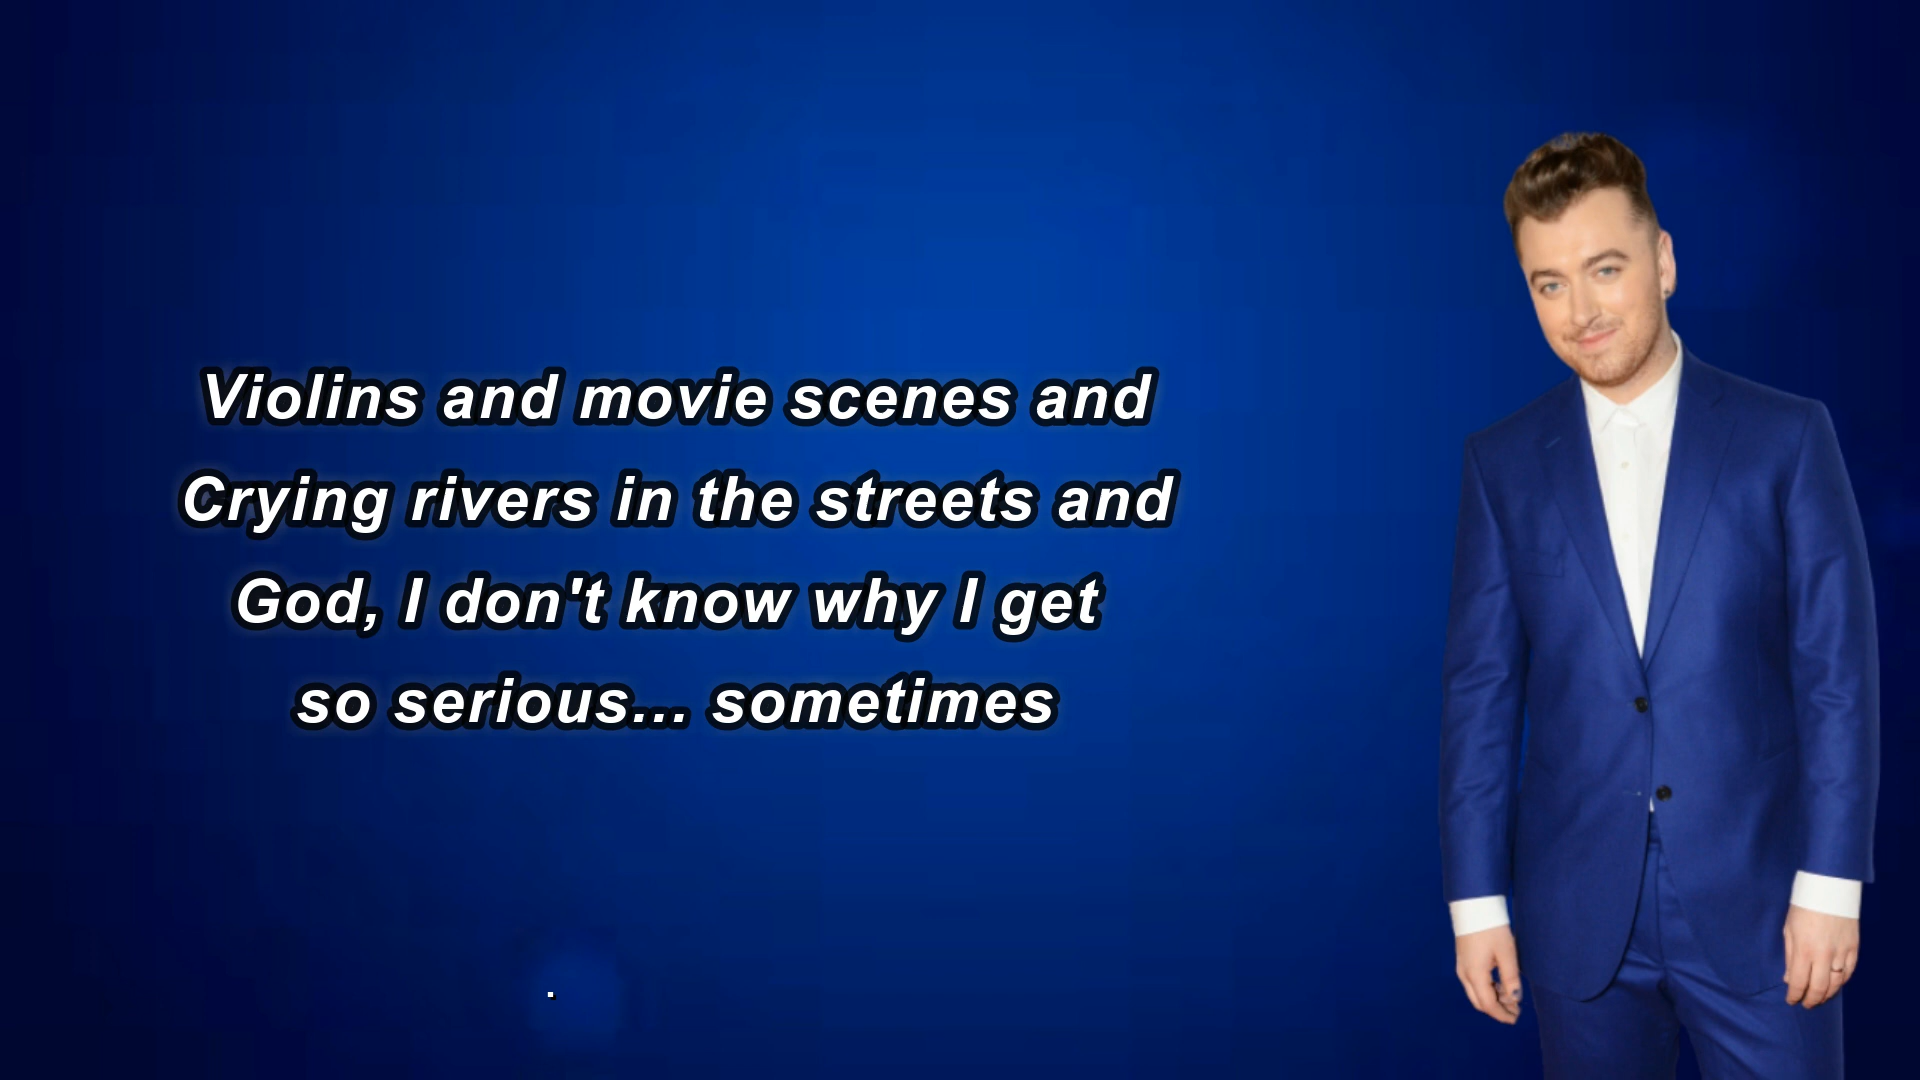 Violins and movie scenes and
Crying rivers in the streets and
God, I don't know why I get
so serious... sometimes
.